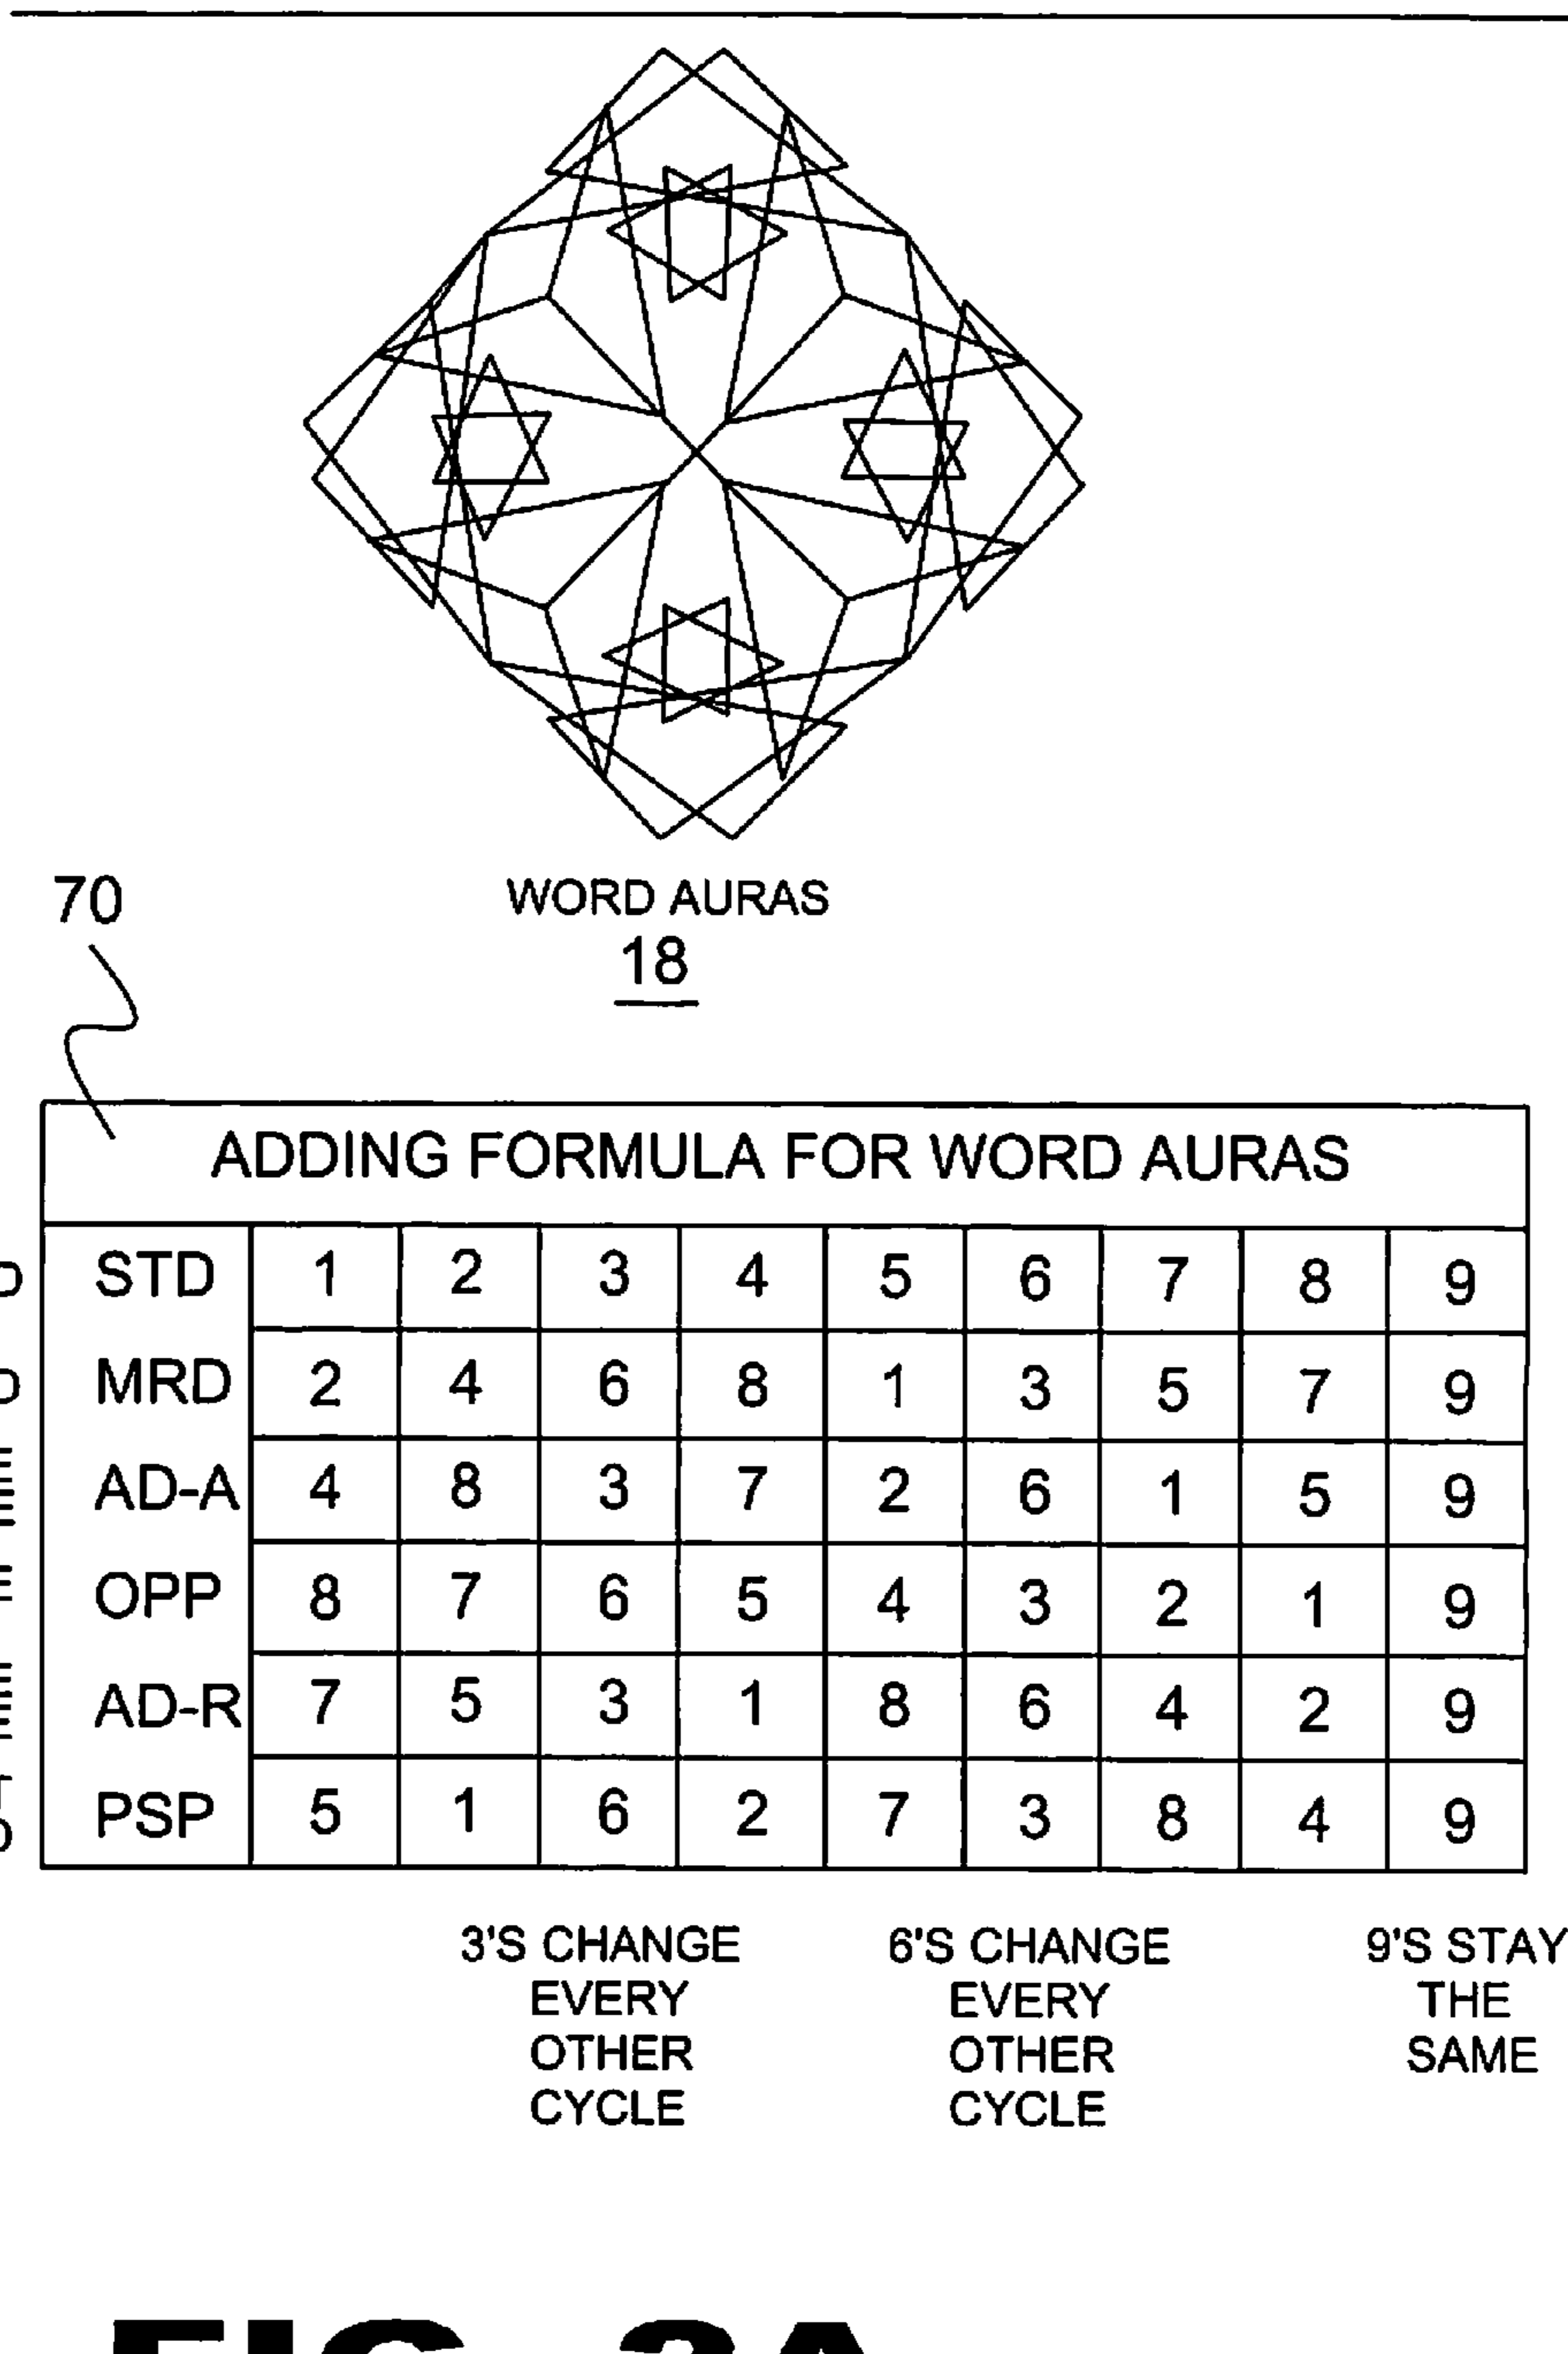 70
WORD AURAS
18
ADDING FORMULA FOR WORD AURAS
STD 1 2 3 4 5 6 7 8 9
MRD 2 4 6 8 1 3 5 7 9
AD-A 4 8 3 7 2 6 1 5 9
OPP 8 7 6 5 4 3 2 1 9
AD-R 7 5 3 1 8 6 4 2 9
PSP 5 1 6 2 7 3 8 4 9
3'S CHANGE 6'S CHANGE 9'S STAY
EVERY EVERY THE
OTHER OTHER SAME
CYCLE CYCLE